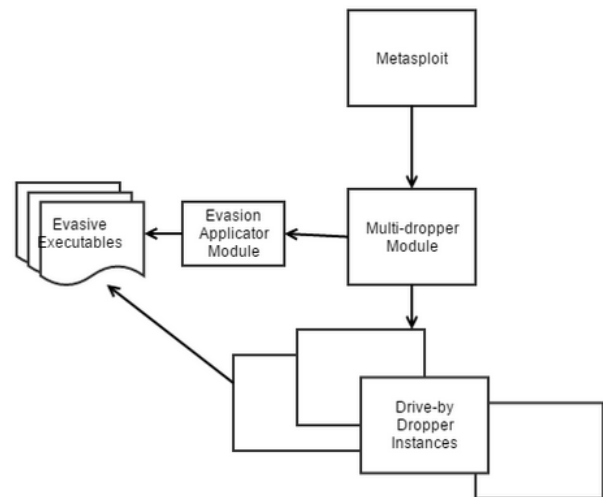 Metasploit
Evasive
Executables
Evasion
Applicator
Module
Multi-dropper
Module
Drive-by
Dropper
Instances